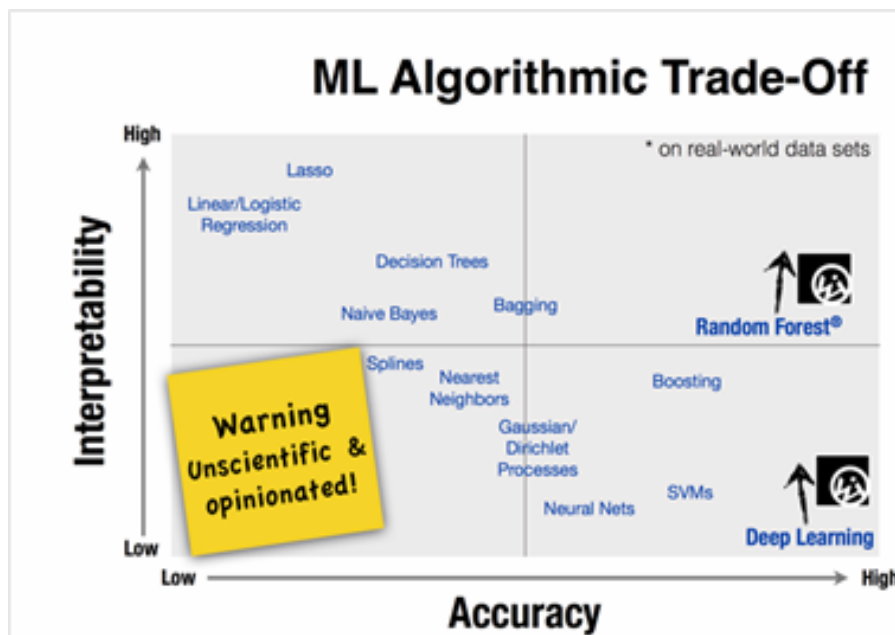 ML Algorithmic Trade-Off
High
* on real-world data sets
Lasso
Linear/Logistic
Regression
Decision Trees
Naive Bayes
Bagging
Random Forest®
Interpretability
Splines
Nearest
Neighbors
Boosting
Warning
Unscientific &
opinionated!
Gaussian/
Dirichlet
Processes
SVMs
Neural Nets
Deep Learning
Low
Low
High
Accuracy